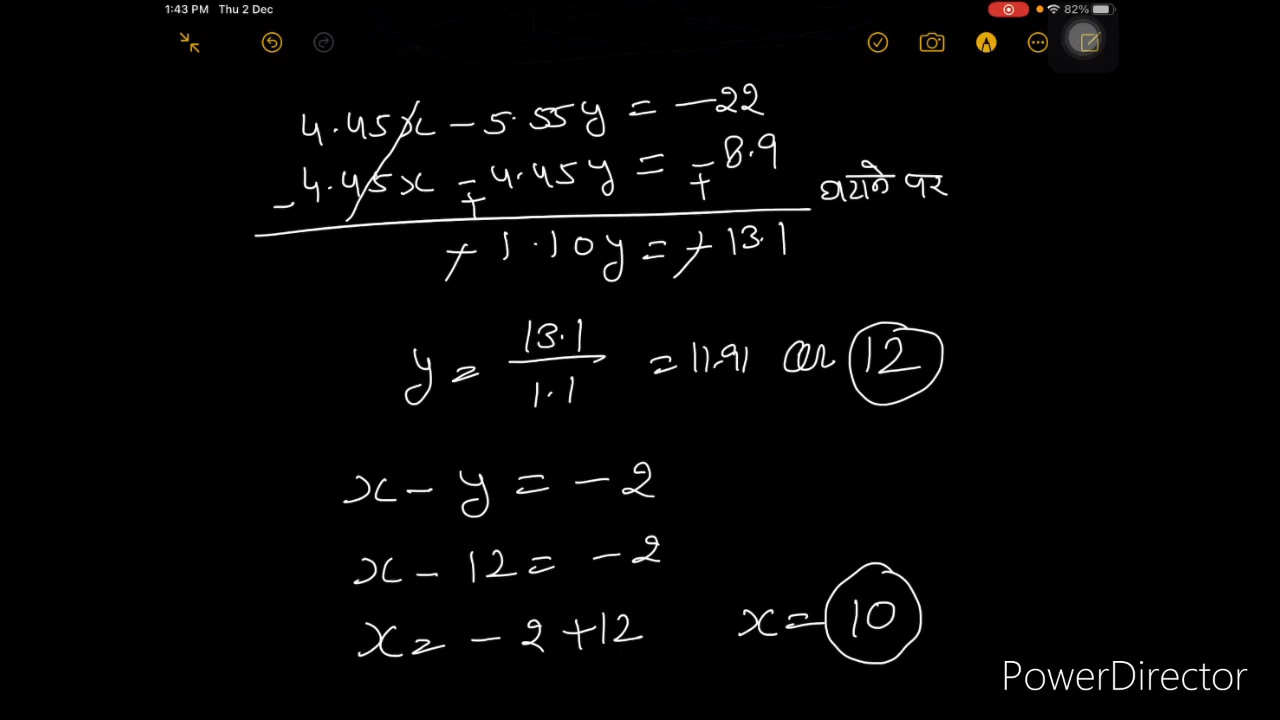 1:43 PM Thu 2 Dec 82%
4.45x - 5.55y = -22
- 4.45x -+ 4.45y = -+ 8.9 घटाने पर
- 1.10y = - 13.1
y = 13.1/1.1 = 11.91 or 12
x - y = -2
x - 12 = -2
x = -2 + 12 x = 10
PowerDirector